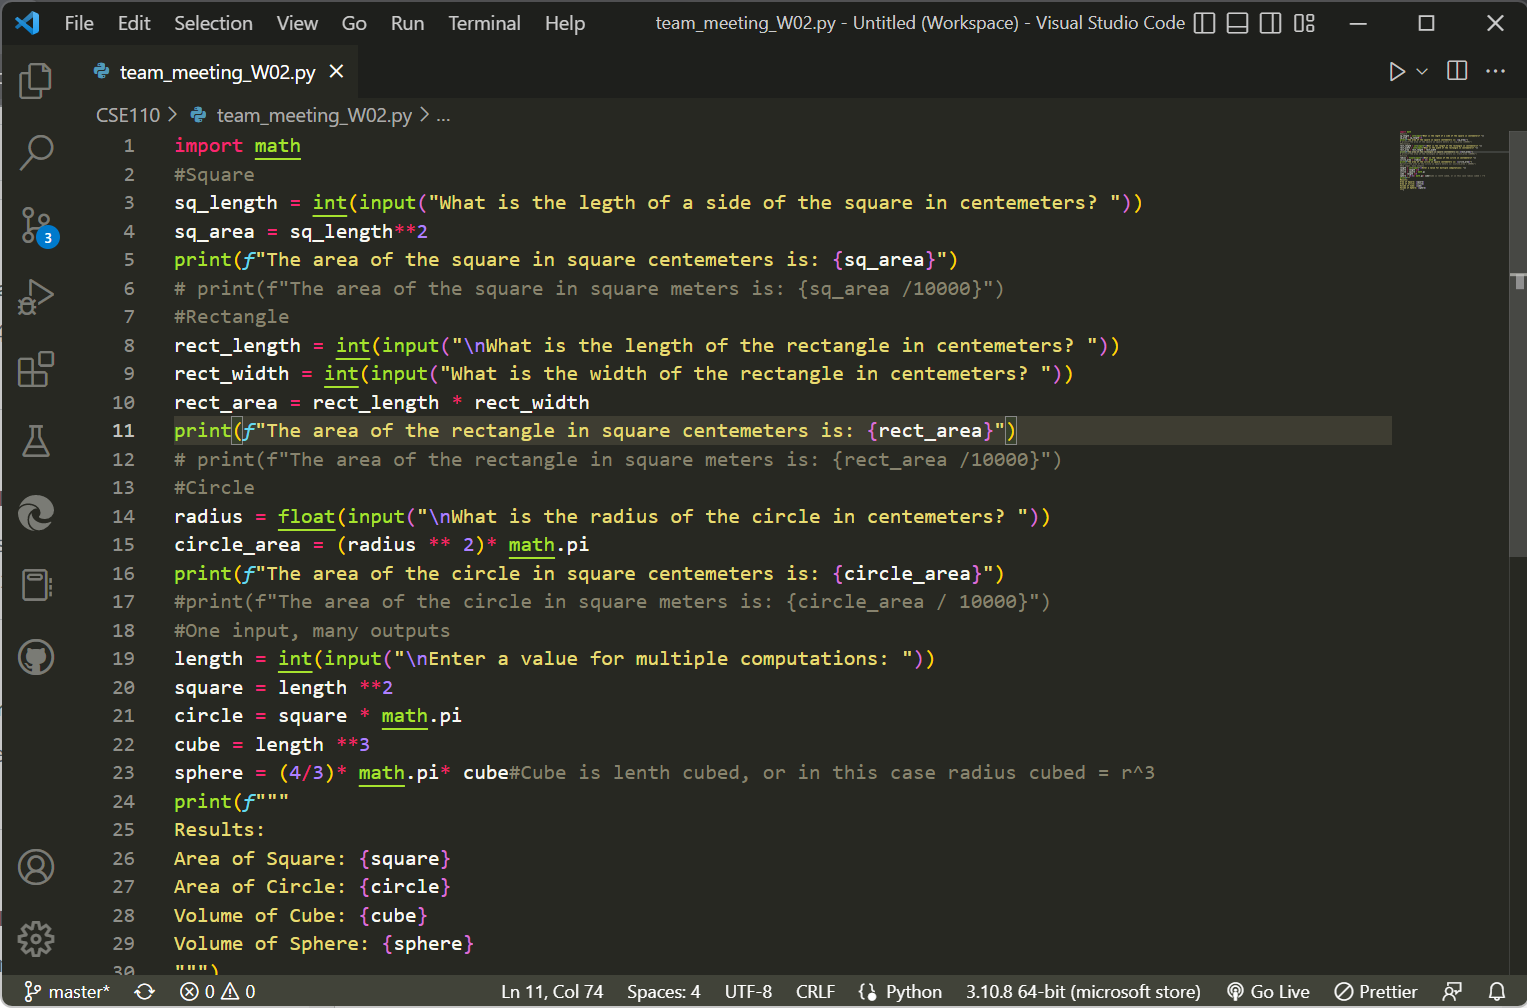 File Edit Selection View Go Run Terminal Help team_meeting_W02.py - Untitled (Workspace) - Visual Studio Code
team_meeting_W02.py
CSE110 > team_meeting_W02.py > ...
1 import math
2 #Square
3 sq_length = int(input("What is the legth of a side of the square in centemeters? "))
4 sq_area = sq_length**2
5 print(f"The area of the square in square centemeters is: {sq_area}")
6 # print(f"The area of the square in square meters is: {sq_area /10000}")
7 #Rectangle
8 rect_length = int(input("\nWhat is the length of the rectangle in centemeters? "))
9 rect_width = int(input("What is the width of the rectangle in centemeters? "))
10 rect_area = rect_length * rect_width
11 print(f"The area of the rectangle in square centemeters is: {rect_area}")
12 # print(f"The area of the rectangle in square meters is: {rect_area /10000}")
13 #Circle
14 radius = float(input("\nWhat is the radius of the circle in centemeters? "))
15 circle_area = (radius ** 2)* math.pi
16 print(f"The area of the circle in square centemeters is: {circle_area}")
17 #print(f"The area of the circle in square meters is: {circle_area / 10000}")
18 #One input, many outputs
19 length = int(input("\nEnter a value for multiple computations: "))
20 square = length **2
21 circle = square * math.pi
22 cube = length **3
23 sphere = (4/3)* math.pi* cube#Cube is lenth cubed, or in this case radius cubed = r^3
24 print(f"""
25 Results:
26 Area of Square: {square}
27 Area of Circle: {circle}
28 Volume of Cube: {cube}
29 Volume of Sphere: {sphere}
30 """)
3
master* 0 0 Ln 11, Col 74 Spaces: 4 UTF-8 CRLF Python 3.10.8 64-bit (microsoft store) Go Live Prettier